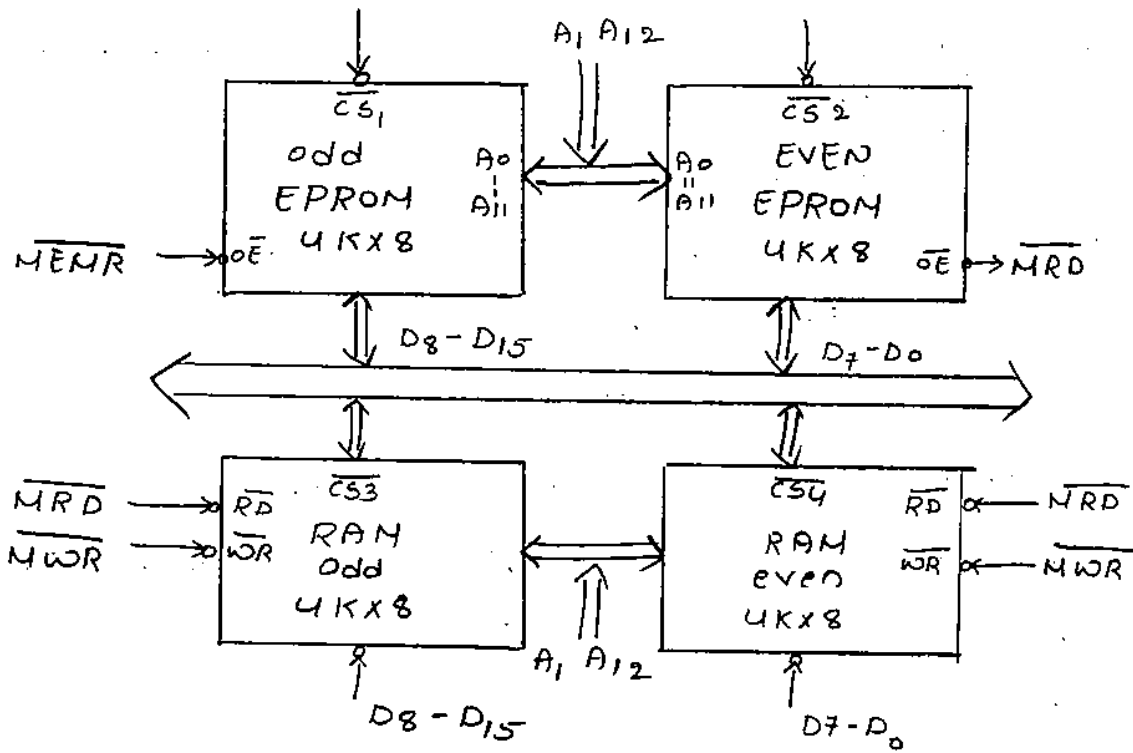 A1 A12
CS1
odd
EPROM
4K×8
A0
A11
OE
MEMR
CS2
EVEN
EPROM
4K×8
A0
A11
OE
MRD
D8-D15
D7-D0
CS3
RAM
odd
4K×8
MRD
RD
MWR
WR
CS4
RAM
even
4K×8
RD
MRD
WR
MWR
A1 A12
D8-D15
D7-D0